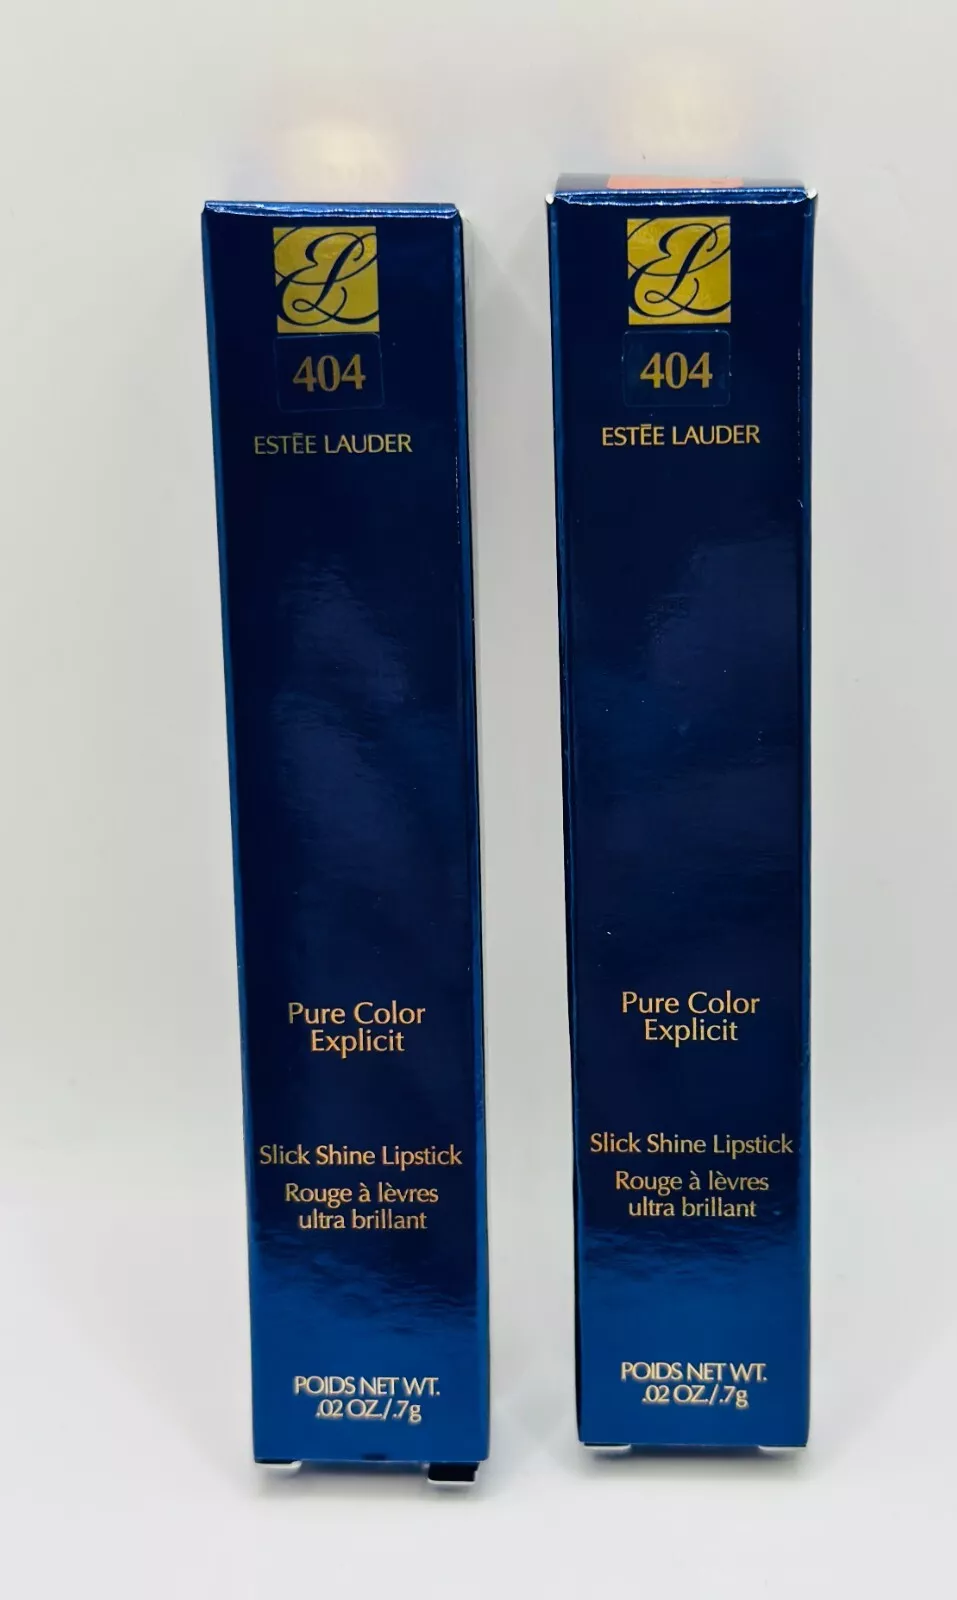 EL
404
ESTĒE LAUDER
Pure Color
Explicit
Slick Shine Lipstick
Rouge à lèvres
ultra brillant
POIDS NET WT.
.02 OZ./.7g
EL
404
ESTĒE LAUDER
Pure Color
Explicit
Slick Shine Lipstick
Rouge à lèvres
ultra brillant
POIDS NET WT.
.02 OZ./.7g